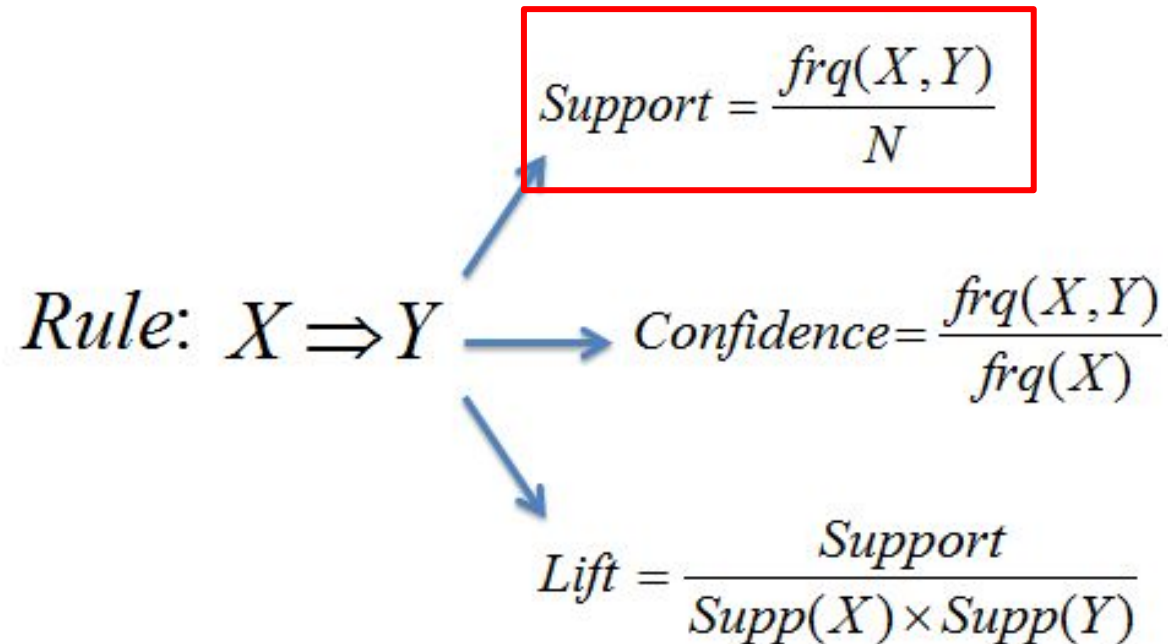 Support = frq(X,Y) / N
Rule: X ⇒ Y
Confidence = frq(X,Y) / frq(X)
Lift = Support / Supp(X) × Supp(Y)